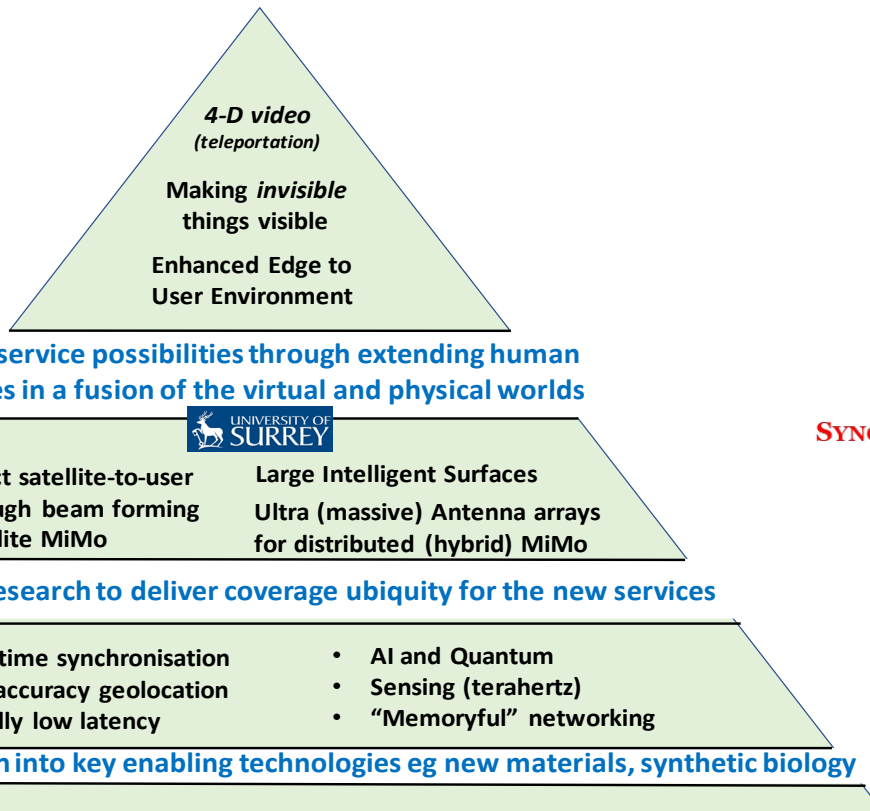 4-D video
(teleportation)
Making invisible
things visible
Enhanced Edge to
User Environment
service possibilities through extending human
es in a fusion of the virtual and physical worlds
UNIVERSITY OF
SURREY
SYN
ct satellite-to-user
ugh beam forming
lite MiMo
Large Intelligent Surfaces
Ultra (massive) Antenna arrays
for distributed (hybrid) MiMo
esearch to deliver coverage ubiquity for the new services
time synchronisation
accuracy geolocation
lly low latency
• AI and Quantum
• Sensing (terahertz)
• “Memoryful” networking
n into key enabling technologies eg new materials, synthetic biology